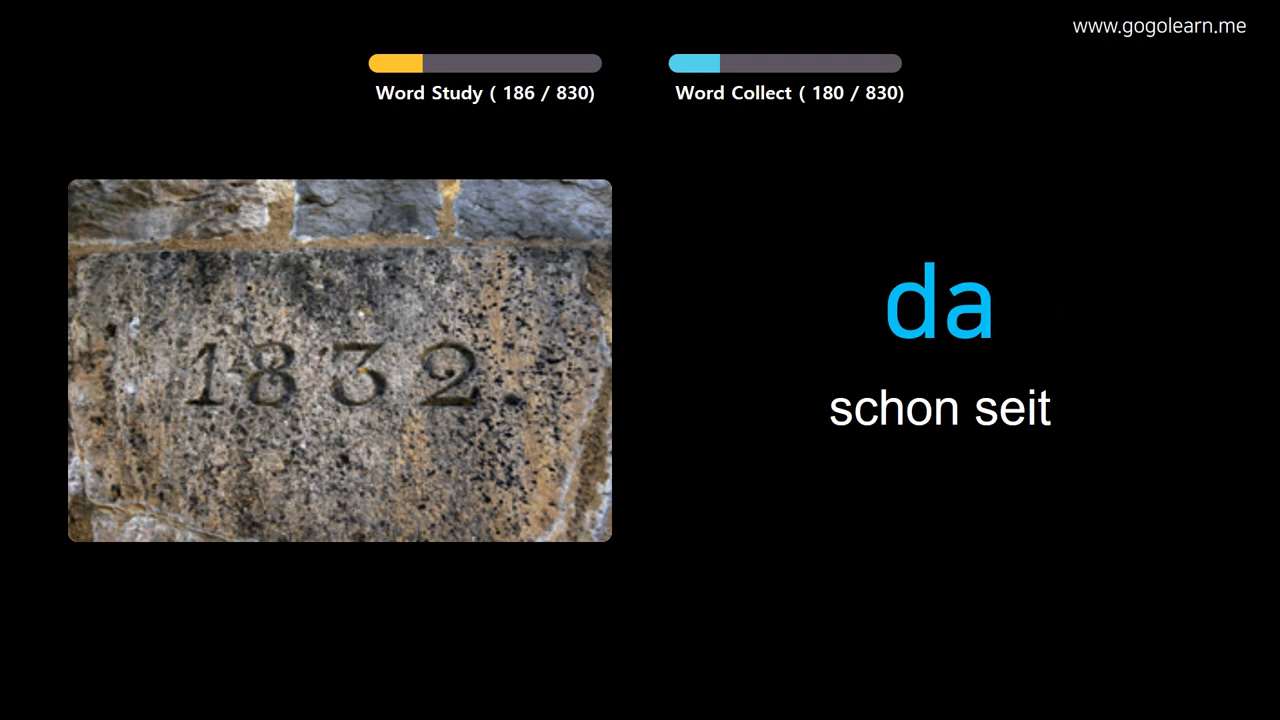 www.gogolearn.me
Word Study ( 186 / 830)
Word Collect ( 180 / 830)
1832.
da
schon seit